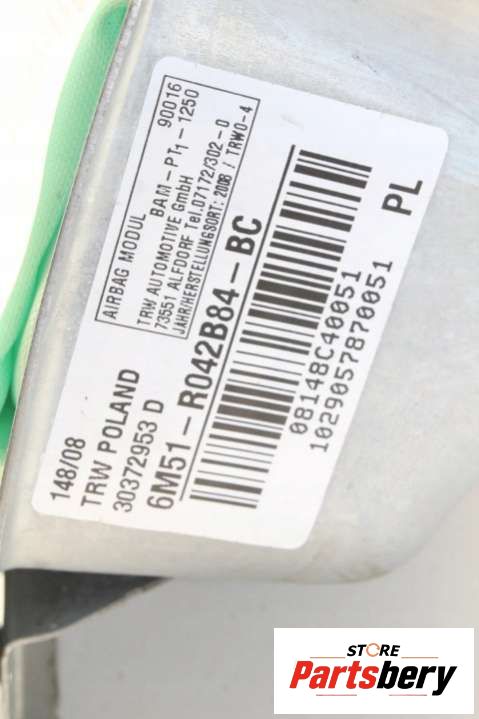 AIRBAG MODUL 90016
BAM-PT1-1250
TRW AUTOMOTIVE GmbH
73551 ALFDORF Tel.07172/302-0
JAHR/HERSTELLUNGSORT: 2008 / TRWO-4
148/08
TRW POLAND
30372953 D
6M51-R042B84-BC
08148C40051
1029057870051
PL
STORE
Partsbery